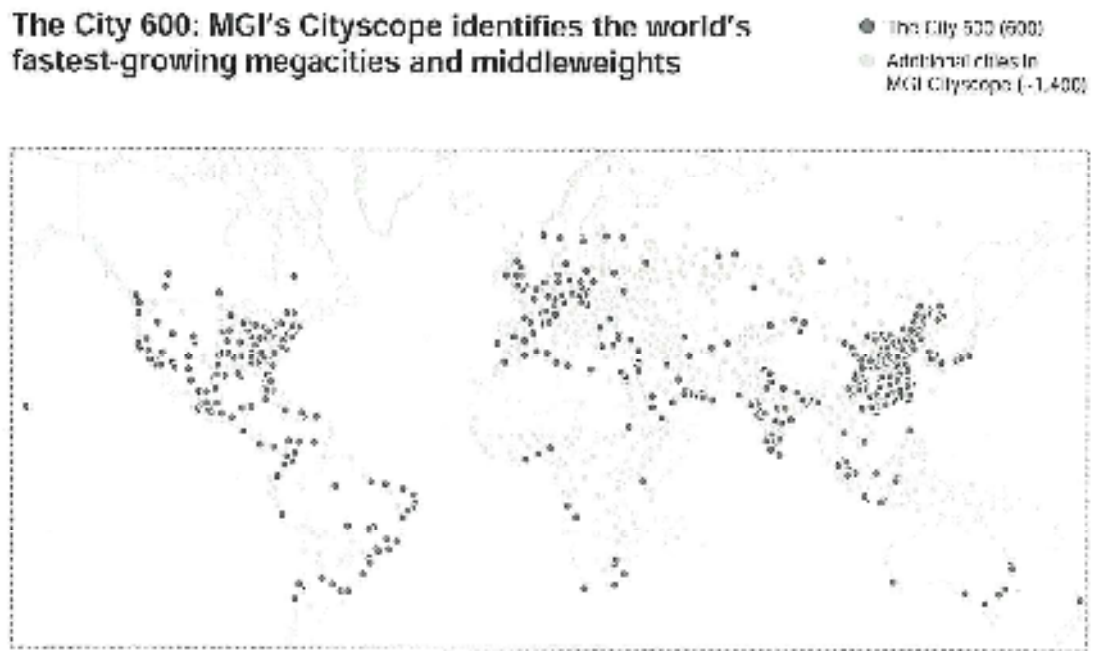 The City 600: MGI's Cityscope identifies the world's
fastest-growing megacities and middleweights
The City 600 (600)
Additional cities in
MGI Cityscope (~1,400)